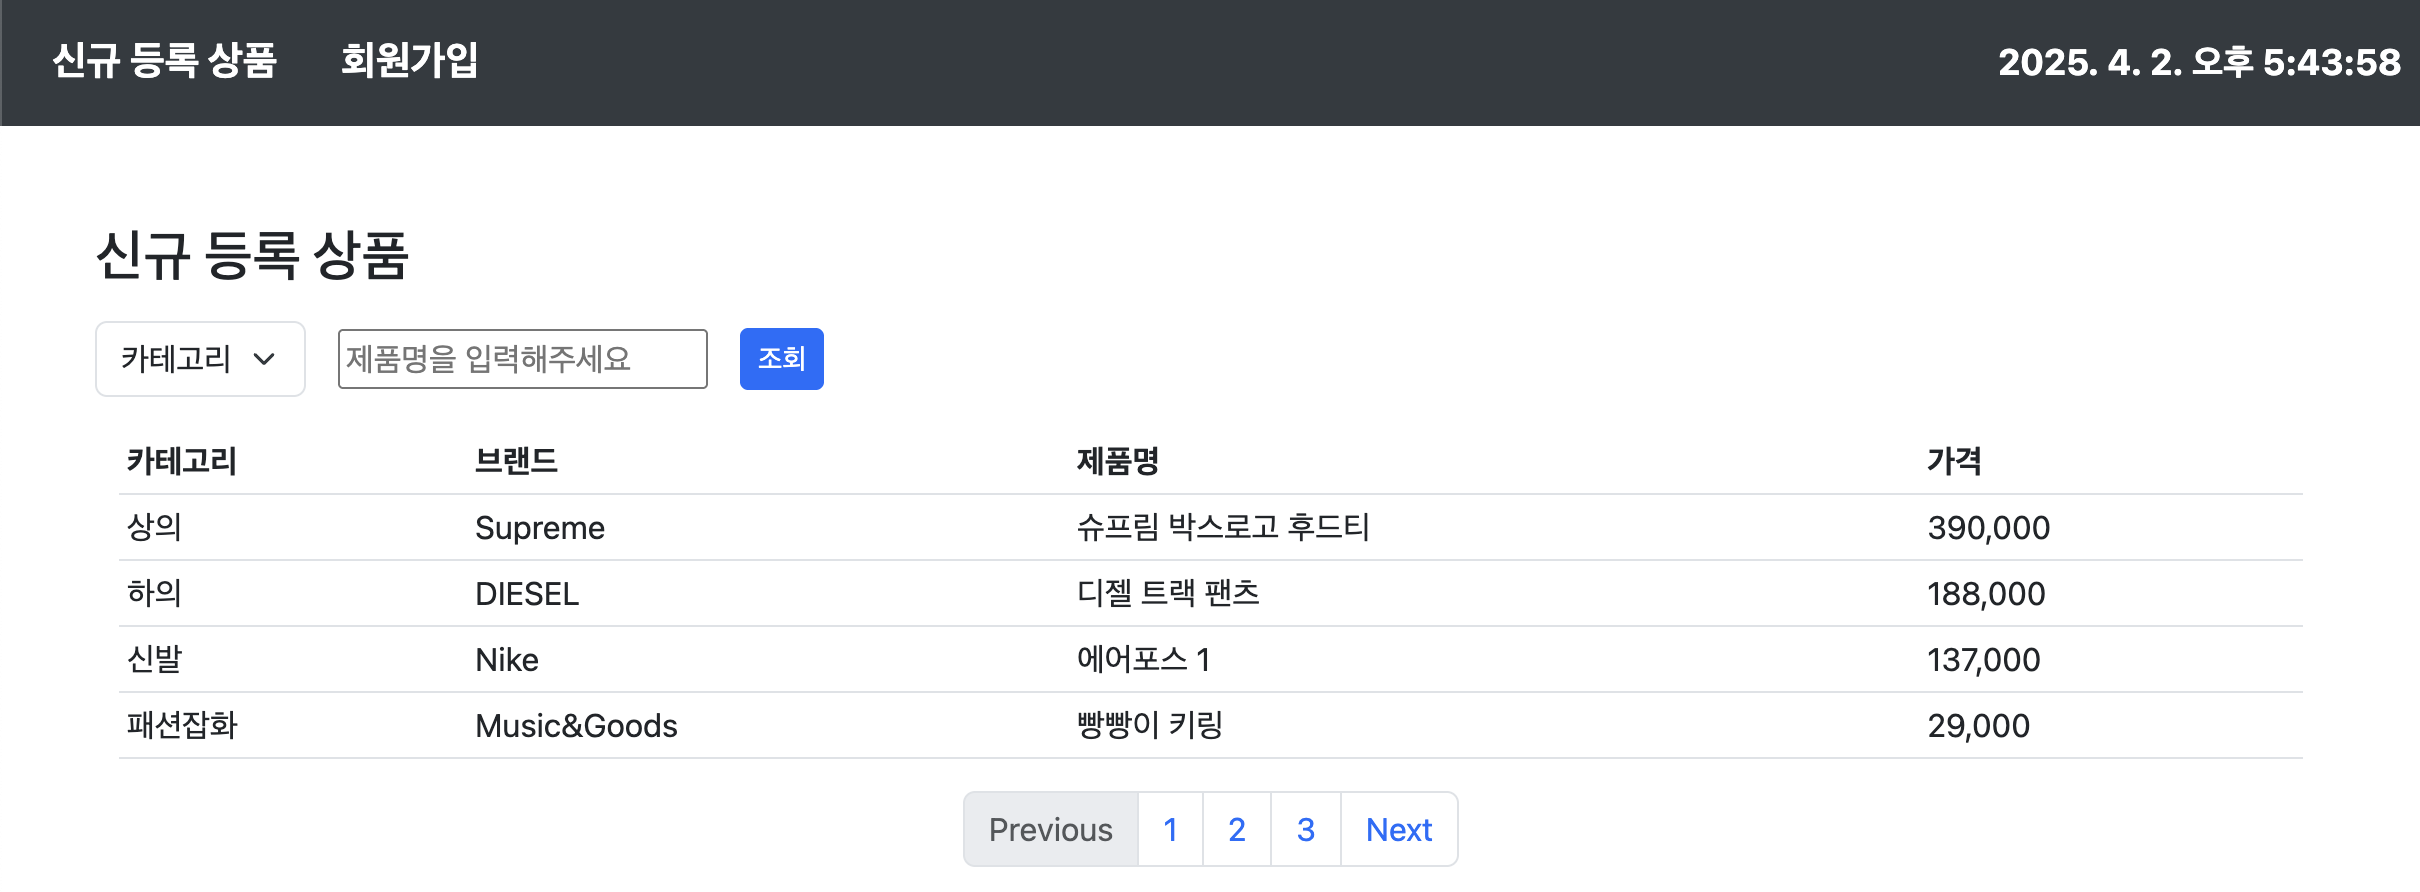 신규 등록 상품 회원가입 2025. 4. 2. 오후 5:43:58
신규 등록 상품
카테고리 제품명을 입력해주세요 조회
카테고리 브랜드 제품명 가격
상의 Supreme 슈프림 박스로고 후드티 390,000
하의 DIESEL 디젤 트랙 팬츠 188,000
신발 Nike 에어포스 1 137,000
패션잡화 Music&Goods 빵빵이 키링 29,000
Previous 1 2 3 Next